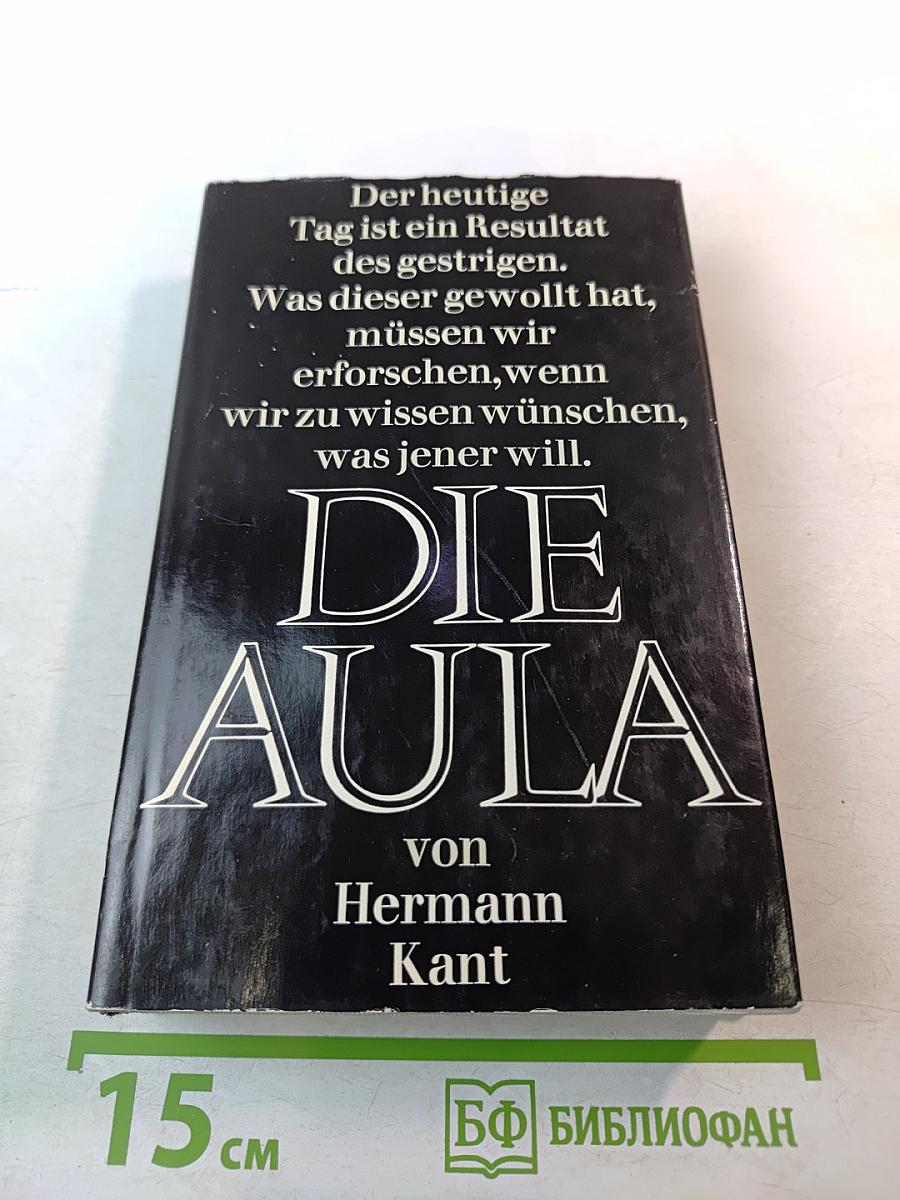 Der heutige
Tag ist ein Resultat
des gestrigen.
Was dieser gewollt hat,
müssen wir
erforschen, wenn
wir zu wissen wünschen,
was jener will.
DIE
AULA
von
Hermann
Kant
15 см
БФ БИБЛИОФАН